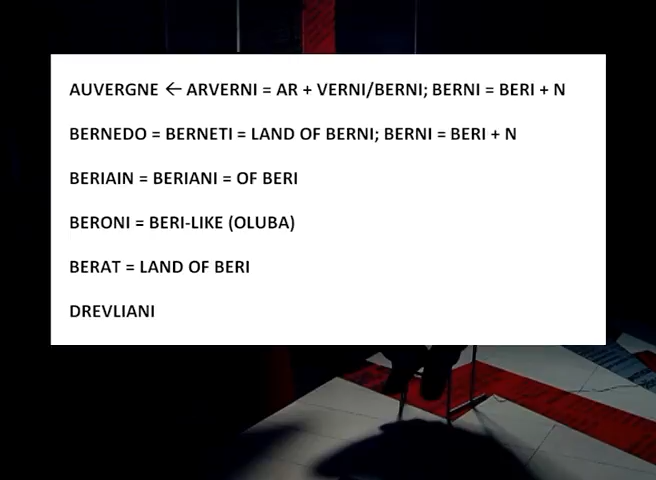 AUVERGNE ← ARVERNI = AR + VERNI/BERNI; BERNI = BERI + N
BERNEDO = BERNETI = LAND OF BERNI; BERNI = BERI + N
BERIAIN = BERIANI = OF BERI
BERONI = BERI-LIKE (OLUBA)
BERAT = LAND OF BERI
DREVLIANI